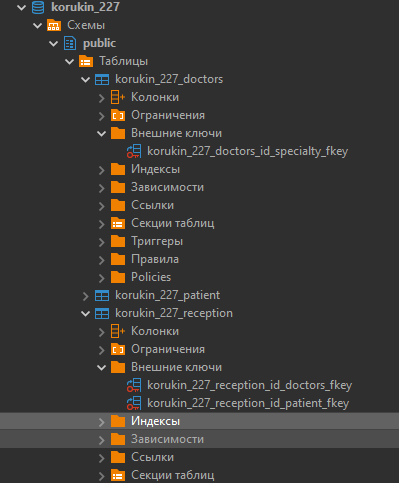 korukin_227
Схемы
public
Таблицы
korukin_227_doctors
Колонки
Ограничения
Внешние ключи
korukin_227_doctors_id_specialty_fkey
Индексы
Зависимости
Ссылки
Секции таблиц
Триггеры
Правила
Policies
korukin_227_patient
korukin_227_reception
Колонки
Ограничения
Внешние ключи
korukin_227_reception_id_doctors_fkey
korukin_227_reception_id_patient_fkey
Индексы
Зависимости
Ссылки
Секции таблиц